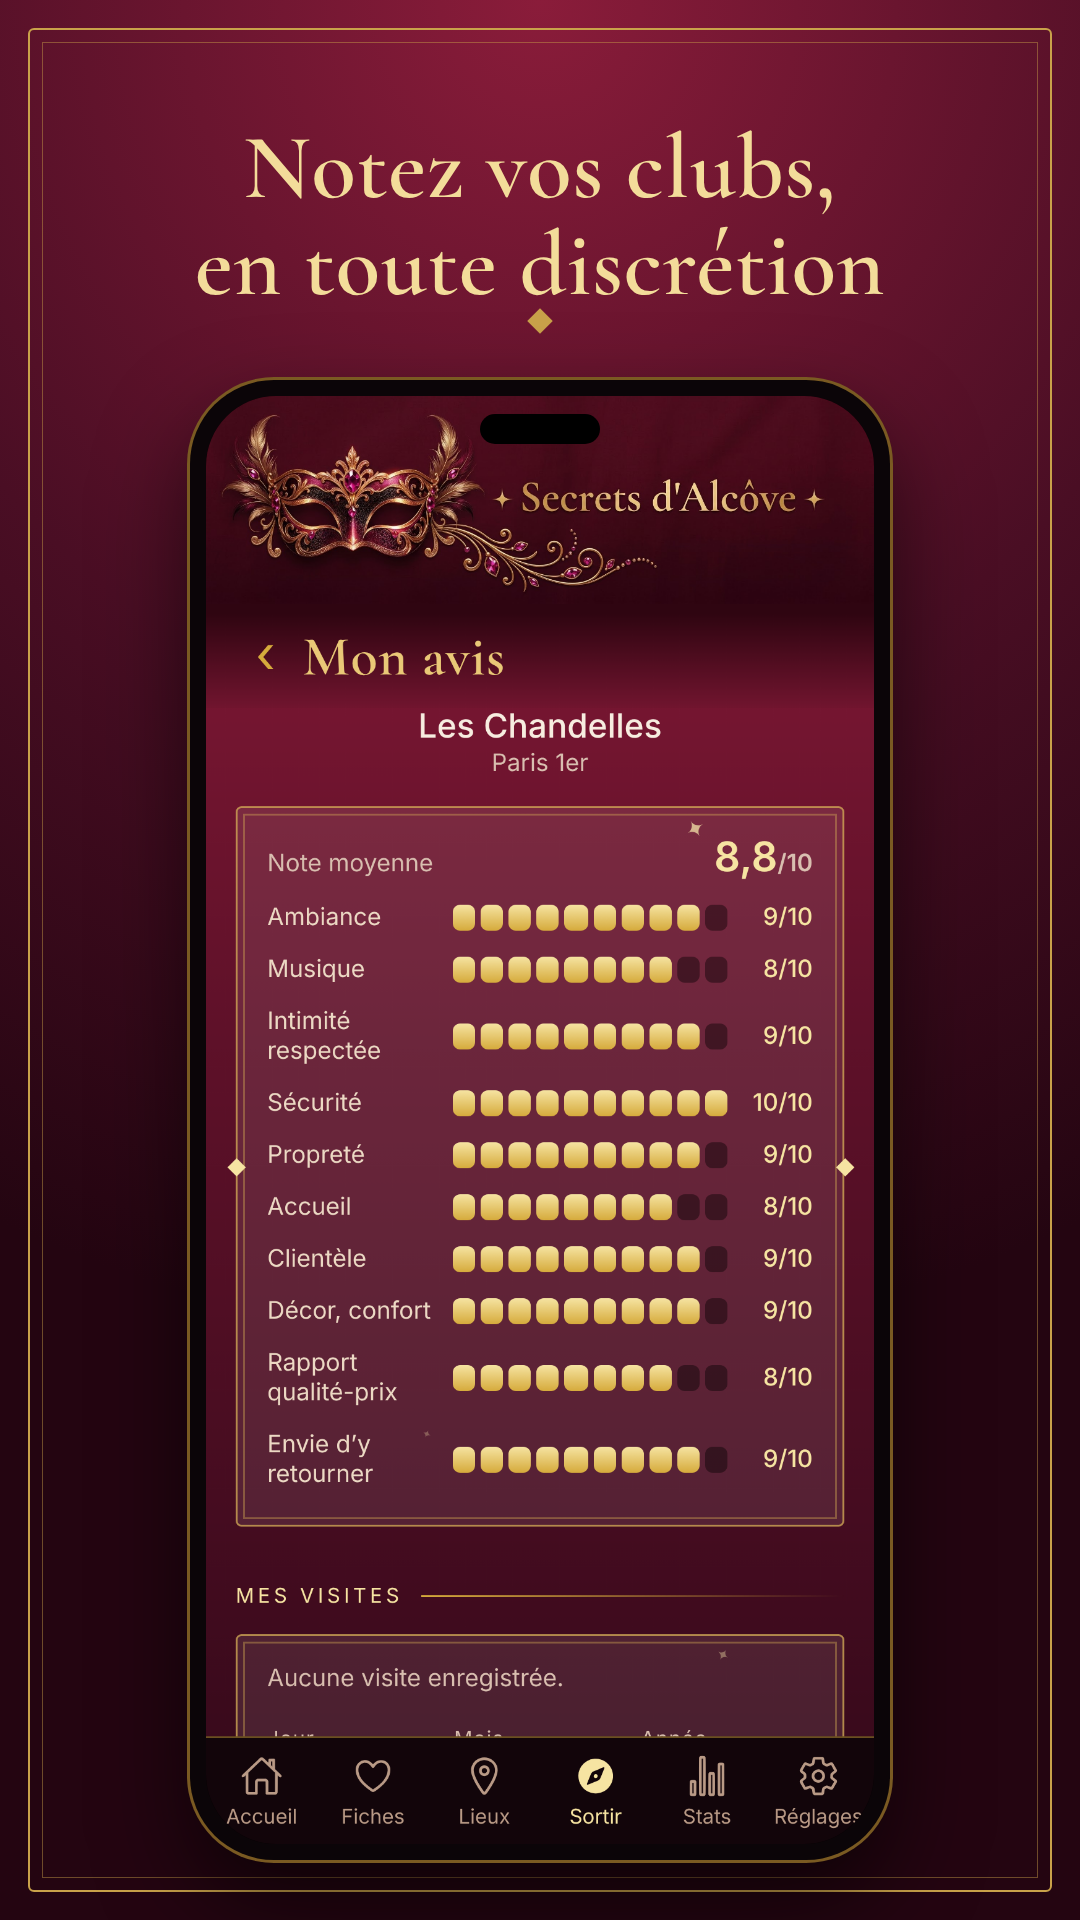 Notez vos clubs,
en toute discrétion
Secrets d'Alcôve
Mon avis
Les Chandelles
Paris 1er
Note moyenne 8,8/10
Ambiance 9/10
Musique 8/10
Intimité
respectée 9/10
Sécurité 10/10
Propreté 9/10
Accueil 8/10
Clientèle 9/10
Décor, confort 9/10
Rapport
qualité-prix 8/10
Envie d’y
retourner 9/10
MES VISITES
Aucune visite enregistrée.
Jour Mois Année
Accueil Fiches Lieux Sortir Stats Réglages